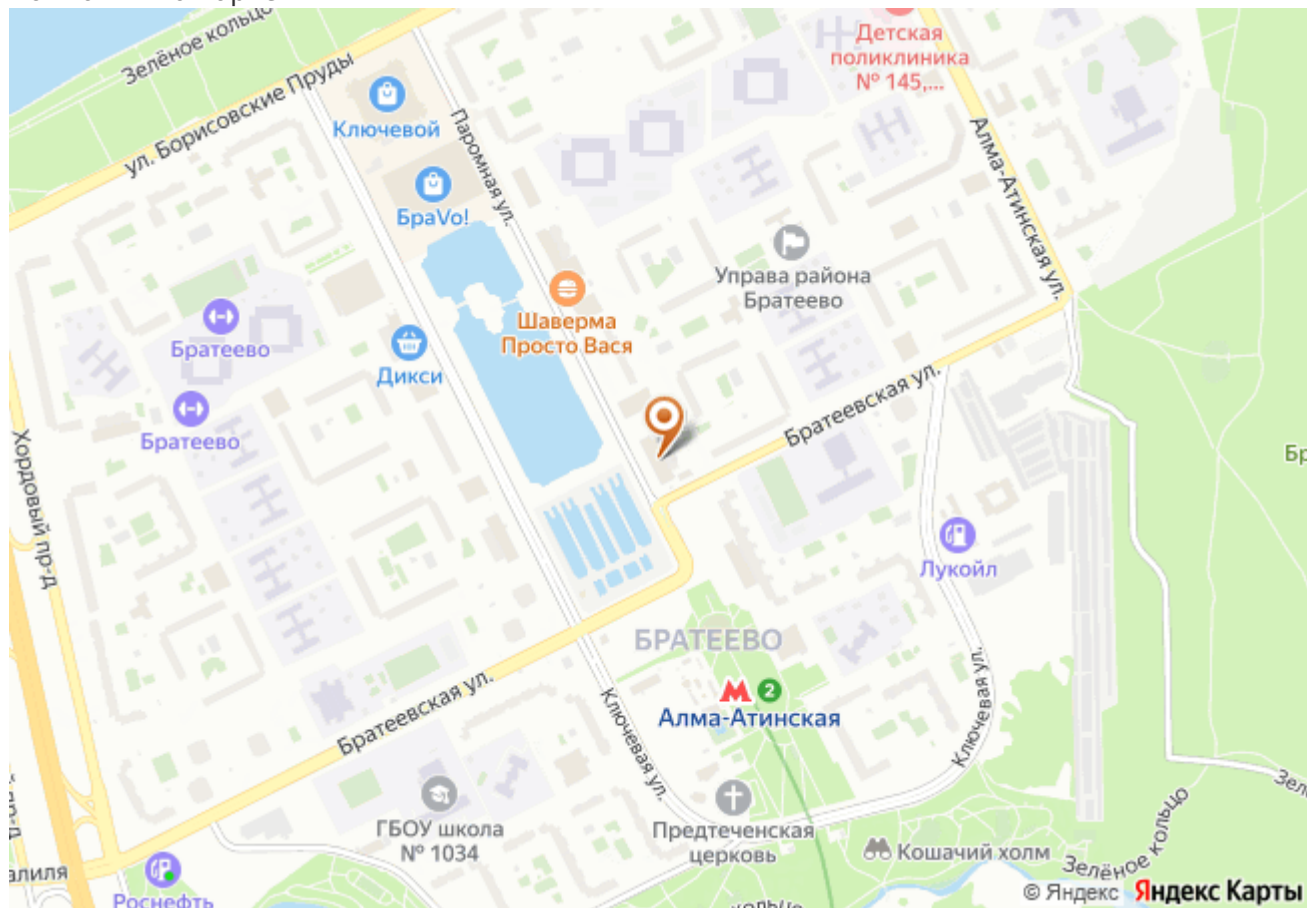 Зелёное кольцо
ул. Борисовские Пруды
Детская
поликлиника
№ 145,...
Ключевой
Паромная ул.
Алма-Атинская ул.
БраVo!
Управа района
Братеево
Шаверма
Просто Вася
Братеево
Дикси
Братеево
Братеевская ул.
Хордовый пр-д
Лукойл
БРАТЕЕВО
2
Алма-Атинская
Братеевская ул.
Ключевая ул.
Ключевая ул.
ГБОУ школа
№ 1034
Предтеченская
церковь
Кошачий холм
Зелёное кольцо
Роснефть
© Яндекс Яндекс Карты